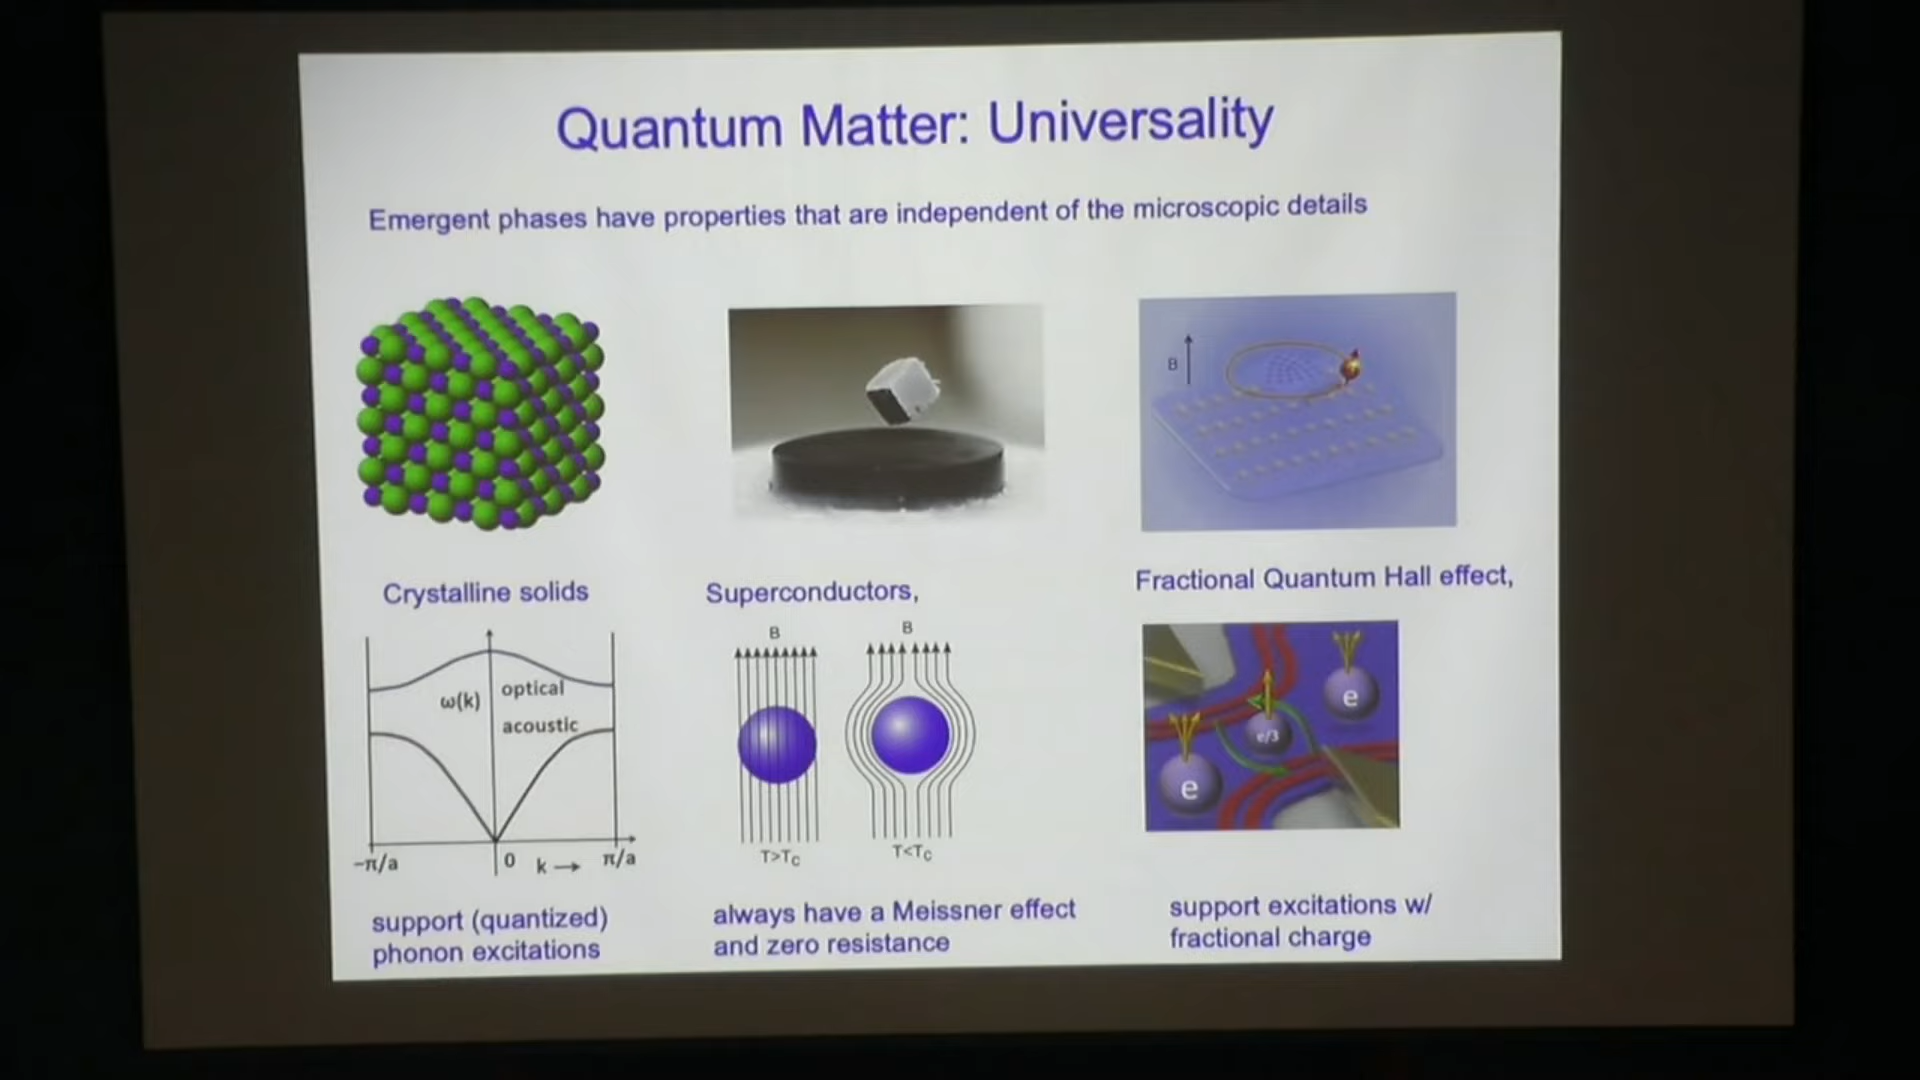 Quantum Matter: Universality
Emergent phases have properties that are independent of the microscopic details
B
Crystalline solids
Superconductors,
Fractional Quantum Hall effect,
ω(k)
optical
acoustic
-π/a
0
k →
π/a
B
B
T>Tc
T<Tc
e
e/3
e
support (quantized)
phonon excitations
always have a Meissner effect
and zero resistance
support excitations w/
fractional charge